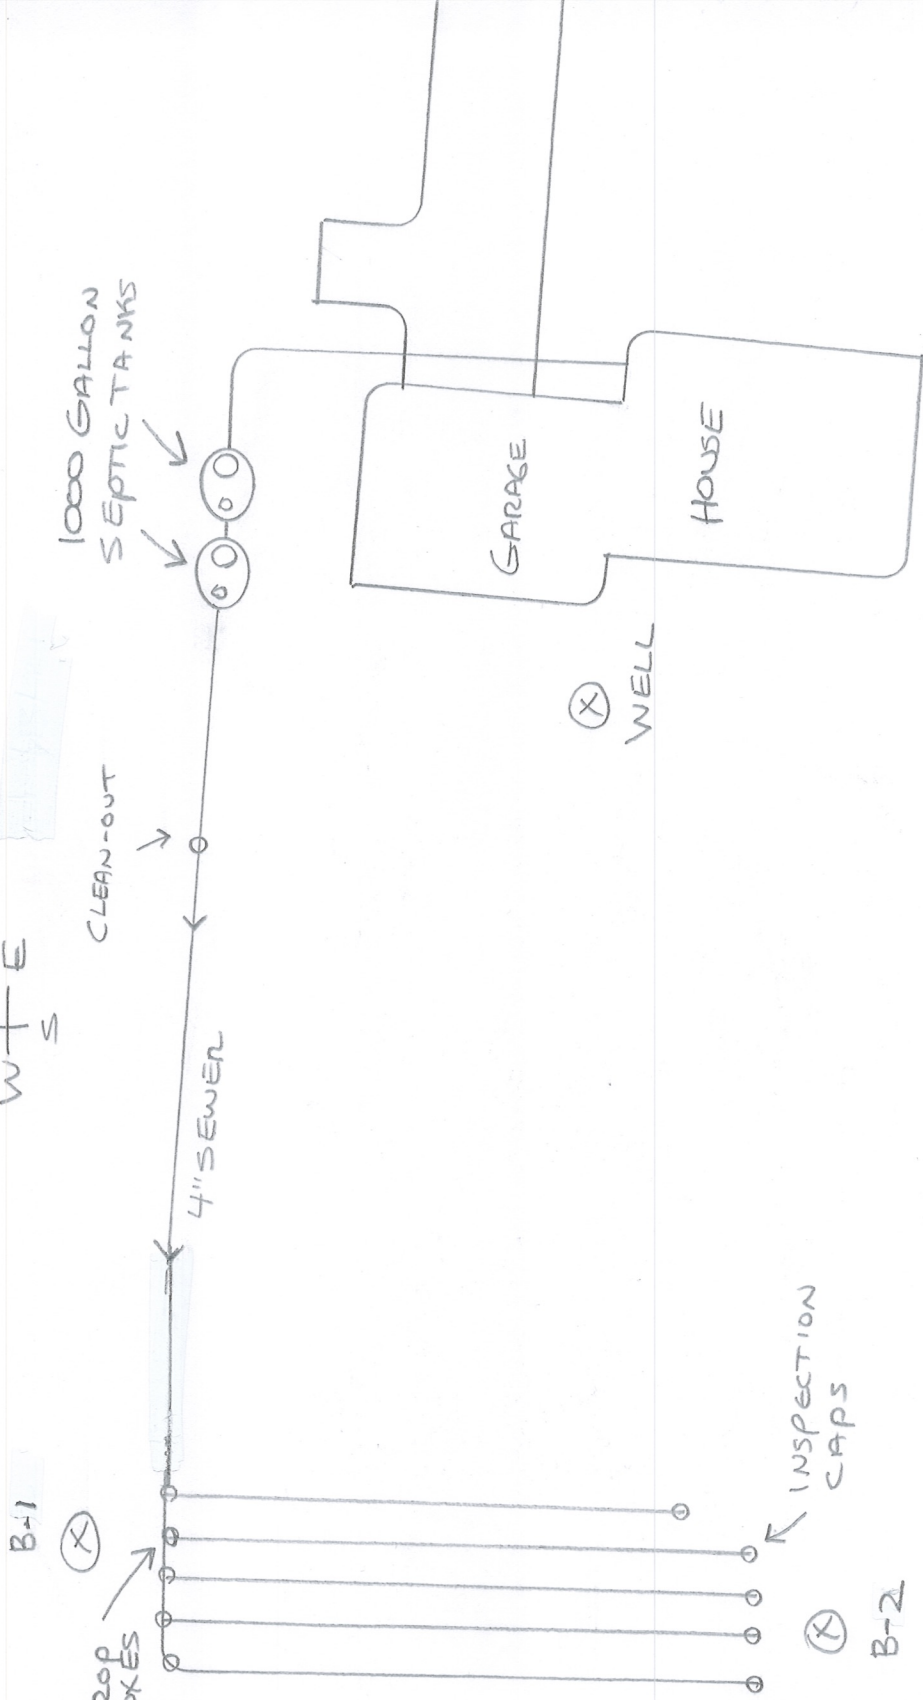 1000 GALLON
SEPTIC TANKS
GARAGE
HOUSE
WELL
CLEAN-OUT
W E
S
4" SEWER
INSPECTION
CAPS
B-1
B-2